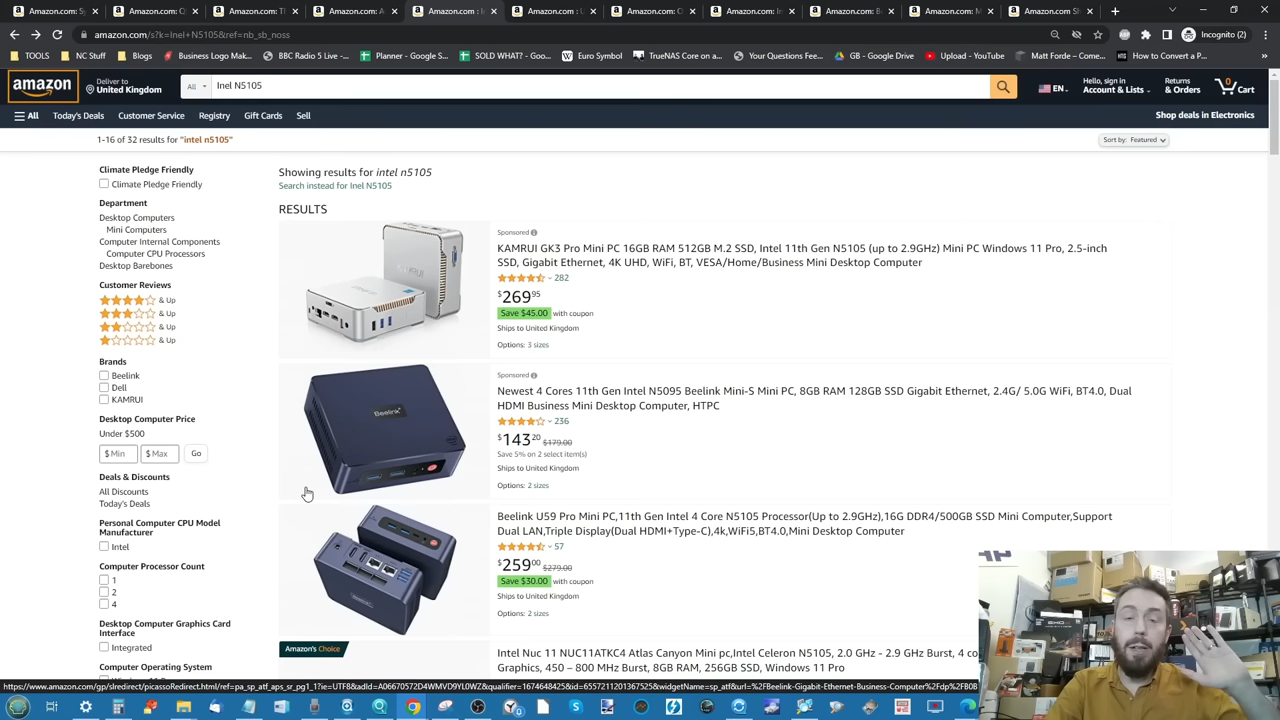 amazon.com : 
amazon.com : C
amazon.com : Tl
amazon.com : A
amazon.com : I
amazon.com : D
amazon.com : 
amazon.com : C
amazon.com : 
amazon.com : B
amazon.com : M
amazon.com : Sh
amazon.com/s?k=Inel+N5105&ref=nb_sb_noss
Incognito (2)
TOOLS
NC Stuff
Business Logo Mak...
BBC Radio 5 Live -...
Planner - Google S...
SOLD WHAT? - Goo...
Euro Symbol
TrueNAS Core on...
Your Questions Fee...
GB - Google Drive
Upload - YouTube
Matt Forde – Come...
How to Convert a P...
amazon
Deliver to
United Kingdom
All
Inel N5105
EN
Hello, sign in
Account & Lists
Returns
& Orders
0
Cart
All
Today's Deals
Customer Service
Registry
Gift Cards
Sell
Shop deals in Electronics
1-16 of 32 results for "intel n5105"
Sort by: Featured
Climate Pledge Friendly
Climate Pledge Friendly
Department
Desktop Computers
Mini Computers
Computer Internal Components
Computer CPU Processors
Desktop Barebones
Customer Reviews
& Up
& Up
& Up
& Up
Brands
Beelink
Dell
KAMRUI
Desktop Computer Price
Under $500
$ Min
$ Max
Go
Deals & Discounts
All Discounts
Today's Deals
Personal Computer CPU Model
Manufacturer
Intel
Computer Processor Count
1
2
4
Desktop Computer Graphics Card
Interface
Integrated
Computer Operating System
Showing results for intel n5105
Search instead for Inel N5105
RESULTS
Sponsored
KAMRUI GK3 Pro Mini PC 16GB RAM 512GB M.2 SSD, Intel 11th Gen N5105 (up to 2.9GHz) Mini PC Windows 11 Pro, 2.5-inch
SSD, Gigabit Ethernet, 4K UHD, WiFi, BT, VESA/Home/Business Mini Desktop Computer
282
$269 95
Save $45.00 with coupon
Ships to United Kingdom
Options: 3 sizes
Beelink
Sponsored
Newest 4 Cores 11th Gen Intel N5095 Beelink Mini-S Mini PC, 8GB RAM 128GB SSD Gigabit Ethernet, 2.4G/ 5.0G WiFi, BT4.0, Dual
HDMI Business Mini Desktop Computer, HTPC
236
$143 20 $179.00
Save 5% on 2 select item(s)
Ships to United Kingdom
Options: 2 sizes
Beelink U59 Pro Mini PC,11th Gen Intel 4 Core N5105 Processor(Up to 2.9GHz),16G DDR4/500GB SSD Mini Computer,Support
Dual LAN,Triple Display(Dual HDMI+Type-C),4k,WiFi5,BT4.0,Mini Desktop Computer
57
$259 00 $279.00
Save $30.00 with coupon
Ships to United Kingdom
Options: 2 sizes
Amazon's Choice
Intel Nuc 11 NUC11ATKC4 Atlas Canyon Mini pc,Intel Celeron N5105, 2.0 GHz - 2.9 GHz Burst, 4 co
Graphics, 450 – 800 MHz Burst, 8GB RAM, 256GB SSD, Windows 11 Pro